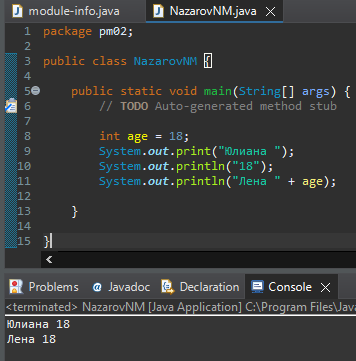 module-info.java NazarovNM.java
1 package pm02;
2
3 public class NazarovNM {
4
5 public static void main(String[] args) {
6 // TODO Auto-generated method stub
7
8 int age = 18;
9 System.out.print("Юлиана ");
10 System.out.println("18");
11 System.out.println("Лена " + age);
12
13 }
14
15 }
Problems Javadoc Declaration Console
<terminated> NazarovNM [Java Application] C:\Program Files\Java
Юлиана 18
Лена 18